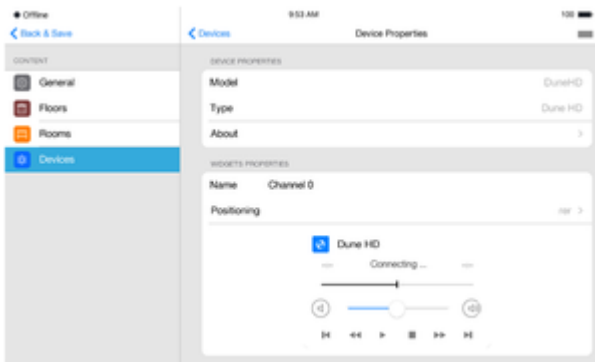 Offline
9:53 AM
100
Back & Save
Devices
Device Properties
CONTENT
General
Floors
Rooms
Devices
DEVICE PROPERTIES
Model DuneHD
Type Dune HD
About
WIDGETS PROPERTIES
Name Channel 0
Positioning
Dune HD
Connecting ...